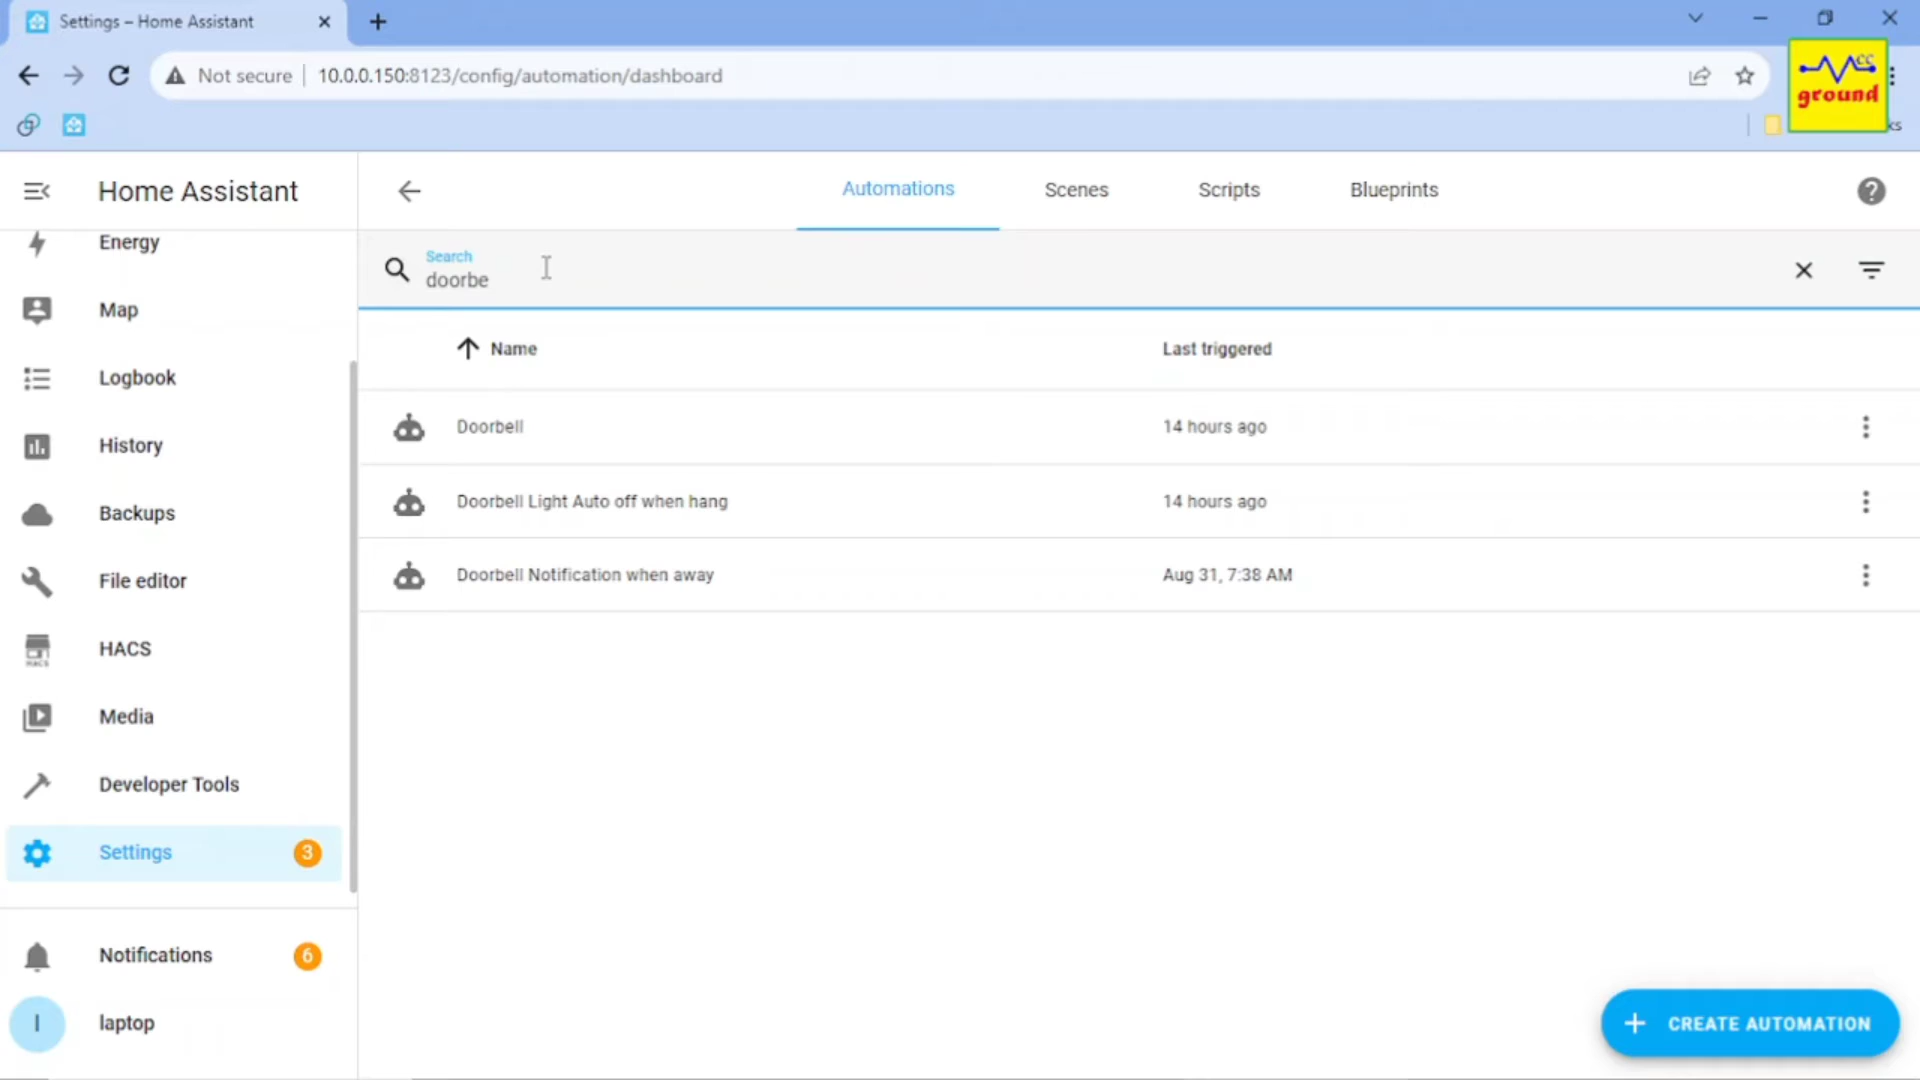 Settings – Home Assistant
Not secure
10.0.0.150:8123/config/automation/dashboard
CC
ground
ks
Home Assistant
Automations
Scenes
Scripts
Blueprints
Energy
Map
Logbook
History
Backups
File editor
HACS
HACS
Media
Developer Tools
Settings
3
Notifications
6
l
laptop
Search
doorbe
Name
Last triggered
Doorbell
14 hours ago
Doorbell Light Auto off when hang
14 hours ago
Doorbell Notification when away
Aug 31, 7:38 AM
CREATE AUTOMATION